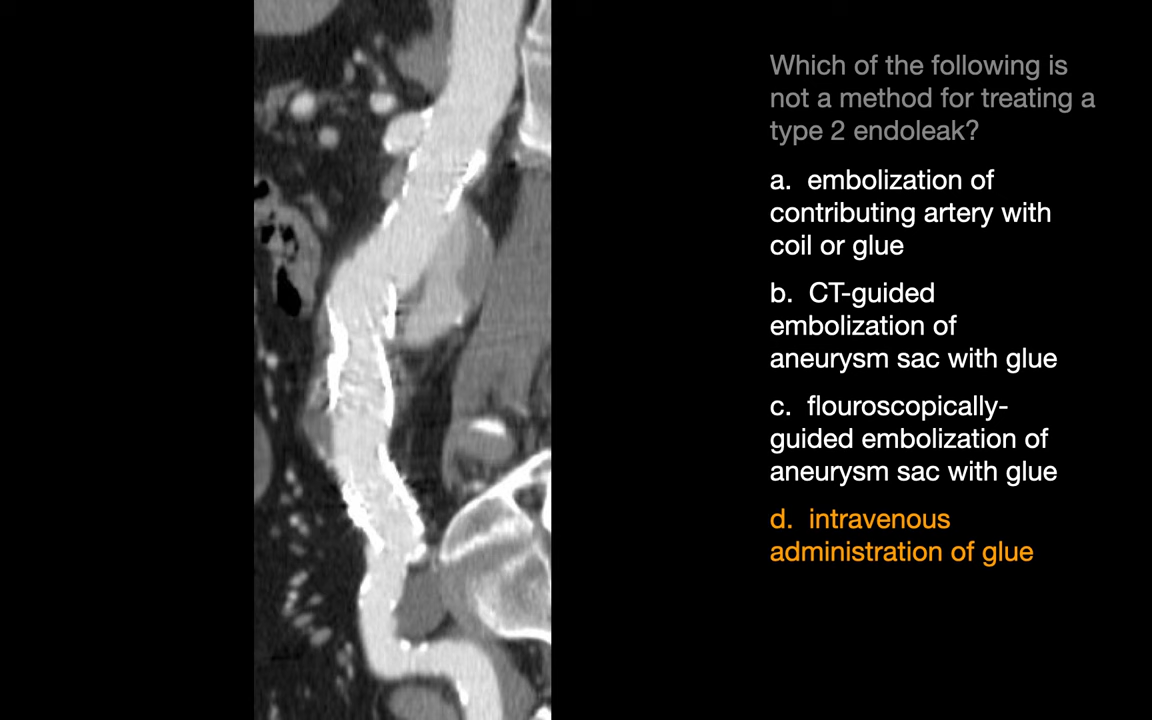 Which of the following is
not a method for treating a
type 2 endoleak?
a. embolization of
contributing artery with
coil or glue
b. CT-guided
embolization of
aneurysm sac with glue
c. flouroscopically-
guided embolization of
aneurysm sac with glue
d. intravenous
administration of glue